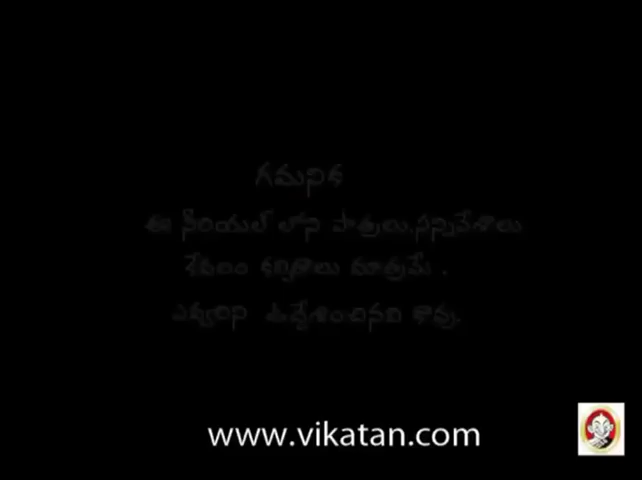 గమనిక
ఈ సీరియల్ లోని పాత్రలు,సన్నివేశాలు
కేవలం కల్పితాలు మాత్రమే .
ఎవ్వరిని ఉద్దేశించినవి కావు.
www.vikatan.com